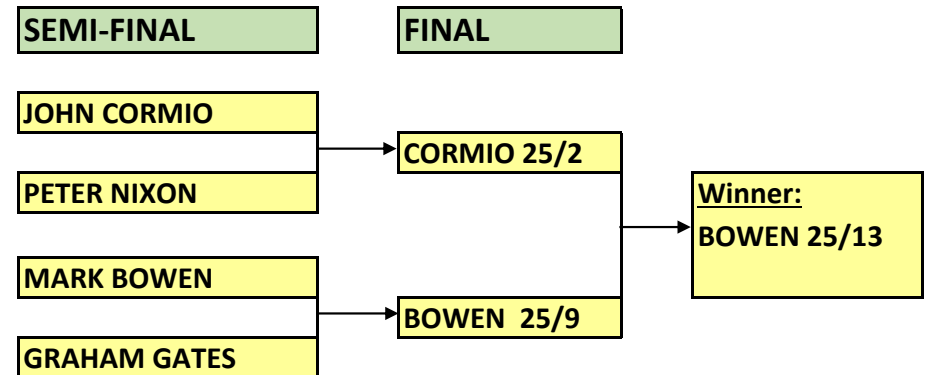 SEMI-FINAL
FINAL
JOHN CORMIO
PETER NIXON
CORMIO 25/2
MARK BOWEN
GRAHAM GATES
BOWEN  25/9
Winner:
BOWEN 25/13